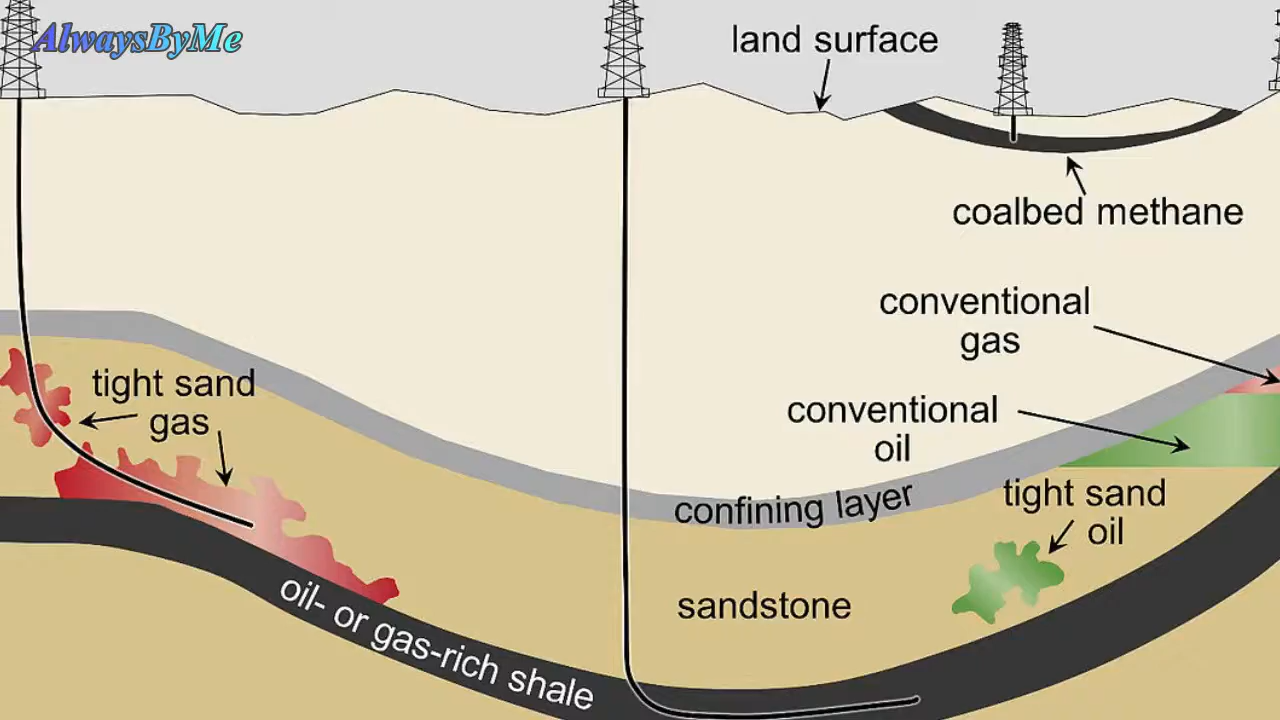 AlwaysByMe
land surface
coalbed methane
conventional
gas
tight sand
gas
conventional
oil
confining layer
tight sand
oil
sandstone
oil- or gas-rich shale